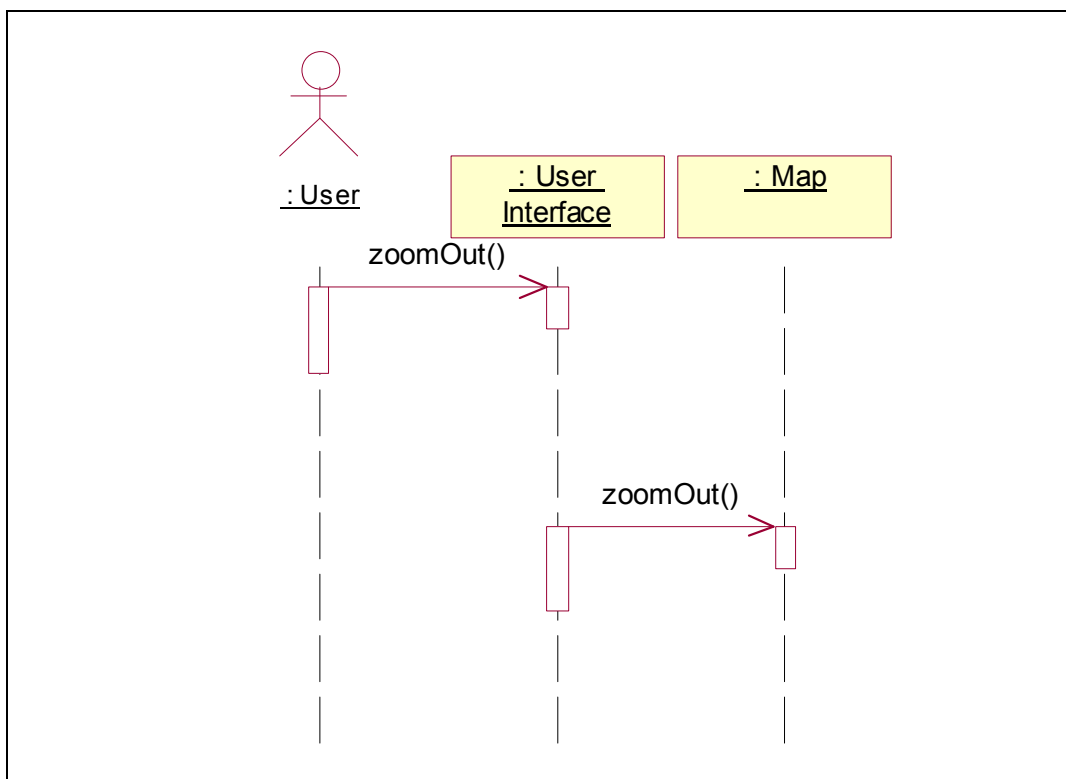 : User
: User
Interface
: Map
zoomOut()
zoomOut()